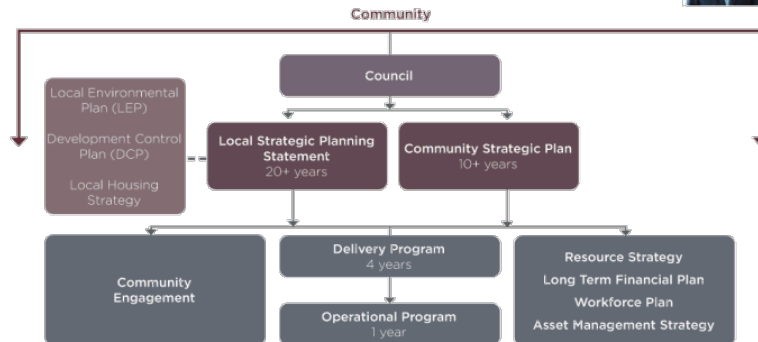 Community
Council
Local Environmental
Plan (LEP)
Development Control
Plan (DCP)
Local Housing
Strategy
Local Strategic Planning
Statement
20+ years
Community Strategic Plan
10+ years
Community
Engagement
Delivery Program
4 years
Operational Program
1 year
Resource Strategy
Long Term Financial Plan
Workforce Plan
Asset Management Strategy